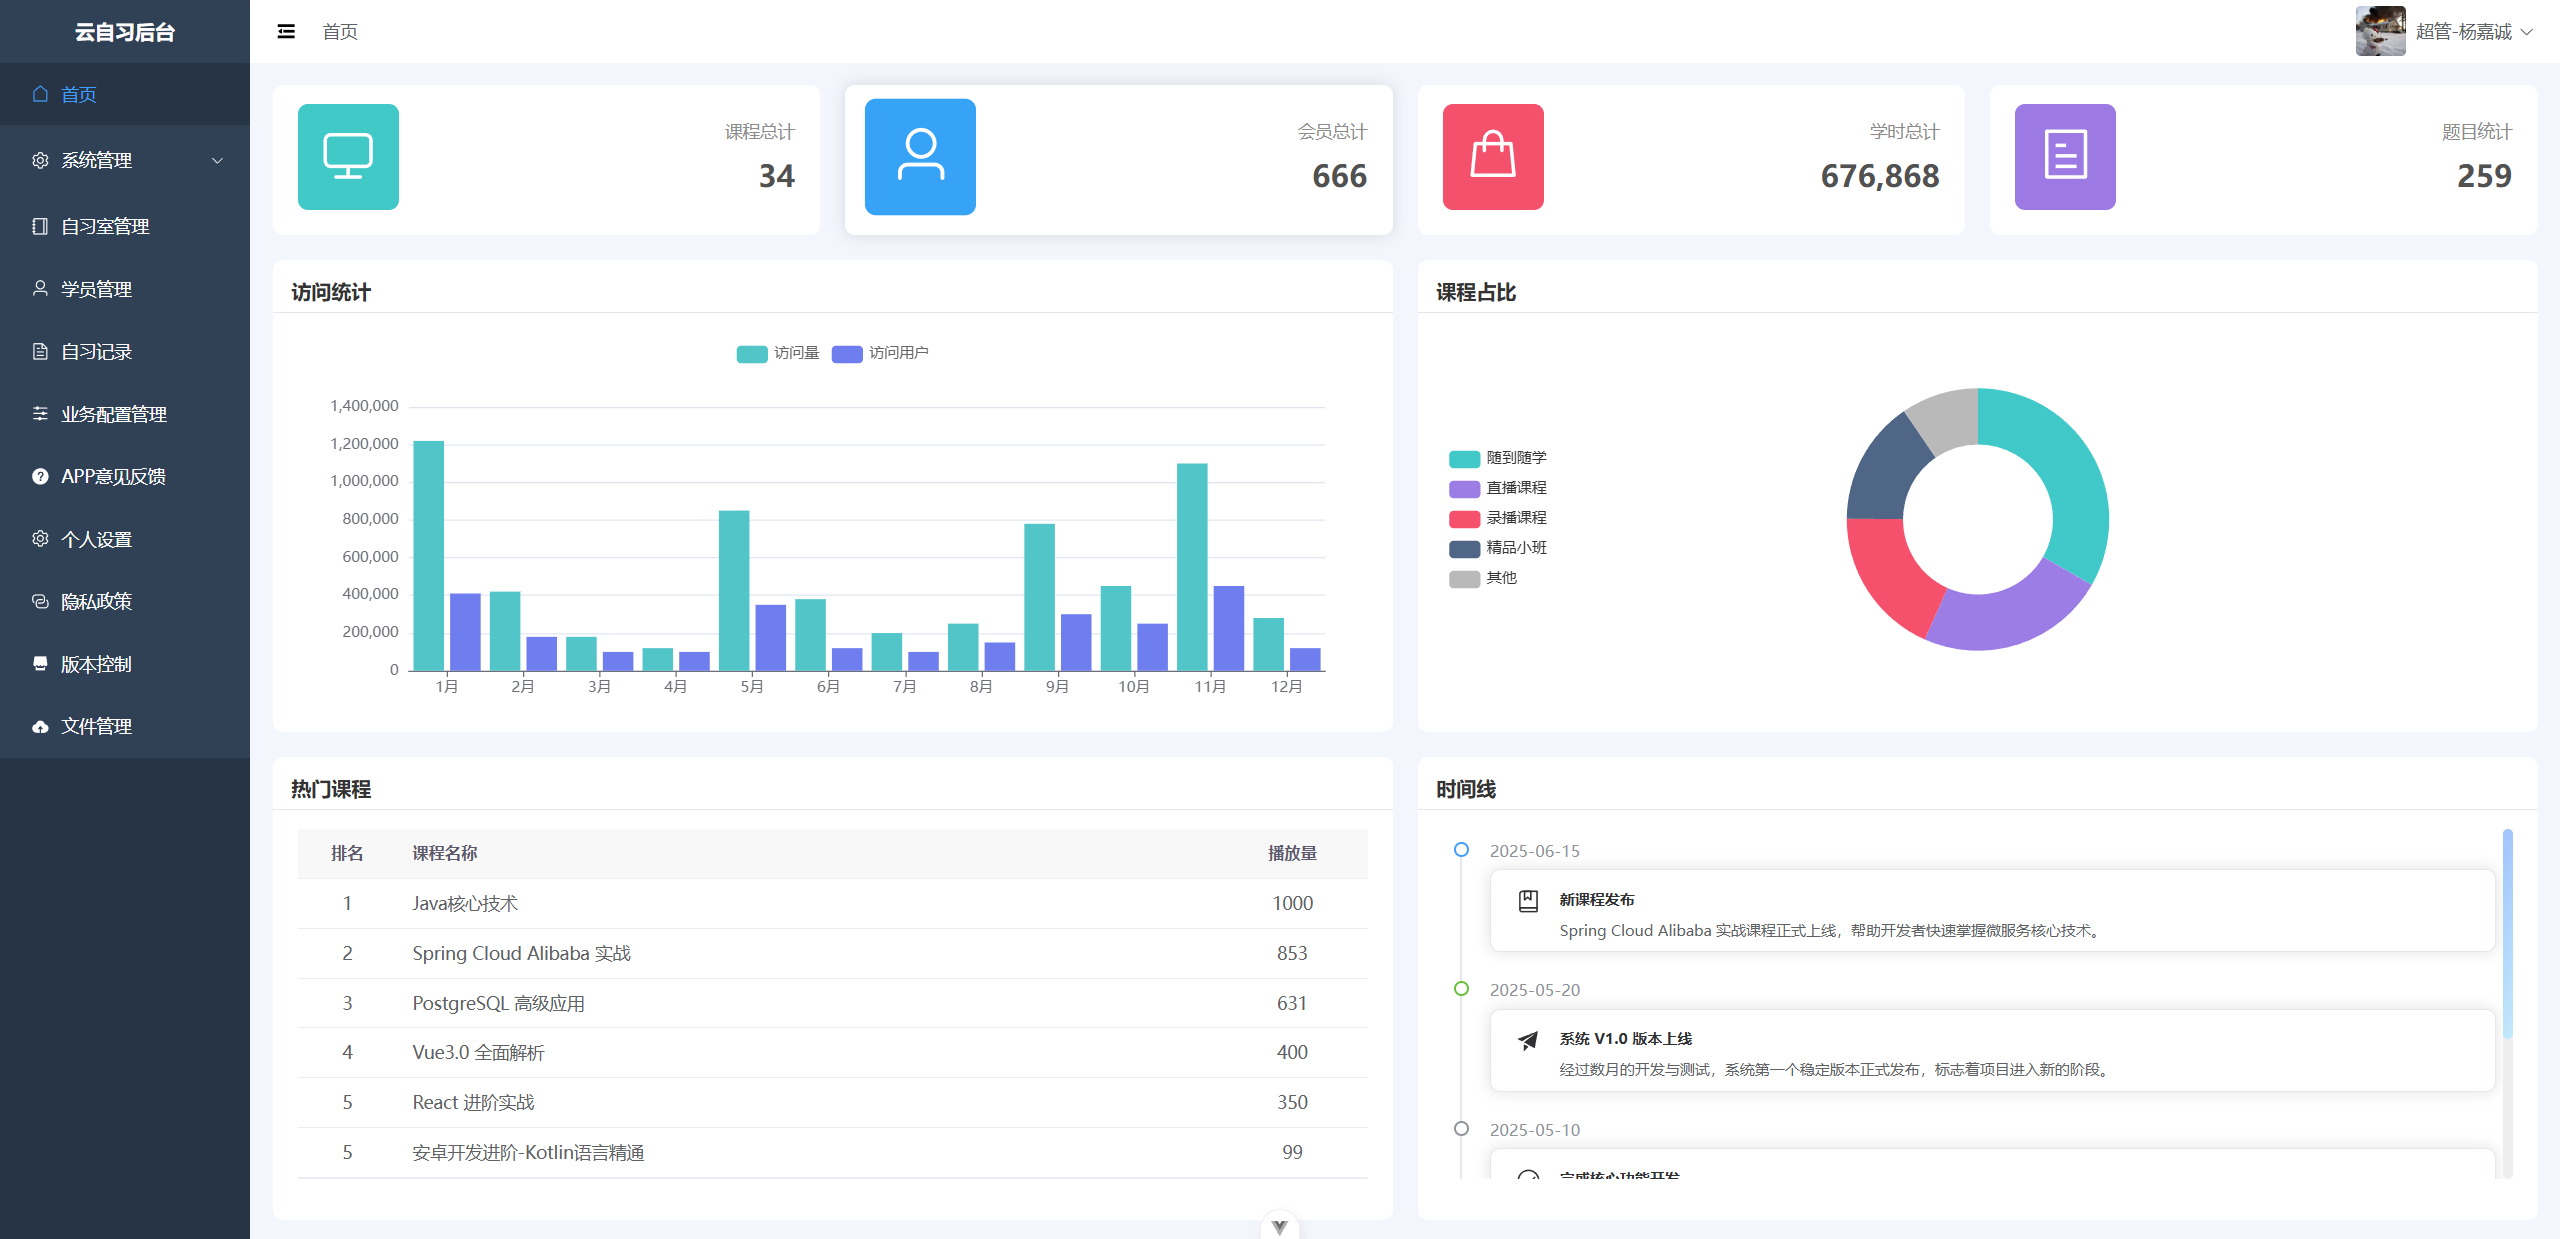 云自习后台
首页
系统管理
自习室管理
学员管理
自习记录
业务配置管理
APP意见反馈
个人设置
隐私政策
版本控制
文件管理
首页
超管-杨嘉诚
课程总计
34
会员总计
666
学时总计
676,868
题目统计
259
访问统计
访问量 访问用户
1,400,000
1,200,000
1,000,000
800,000
600,000
400,000
200,000
0
1月 2月 3月 4月 5月 6月 7月 8月 9月 10月 11月 12月
课程占比
随到随学
直播课程
录播课程
精品小班
其他
热门课程
排名 课程名称 播放量
1 Java核心技术 1000
2 Spring Cloud Alibaba 实战 853
3 PostgreSQL 高级应用 631
4 Vue3.0 全面解析 400
5 React 进阶实战 350
5 安卓开发进阶-Kotlin语言精通 99
时间线
2025-06-15
新课程发布
Spring Cloud Alibaba 实战课程正式上线，帮助开发者快速掌握微服务核心技术。
2025-05-20
系统 V1.0 版本上线
经过数月的开发与测试，系统第一个稳定版本正式发布，标志着项目进入新的阶段。
2025-05-10
完成核心功能开发